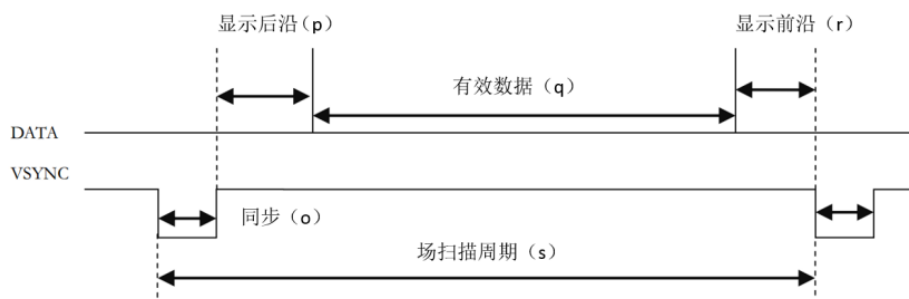 显示后沿（p）
显示前沿（r）
有效数据（q）
DATA
VSYNC
同步（o）
场扫描周期（s）